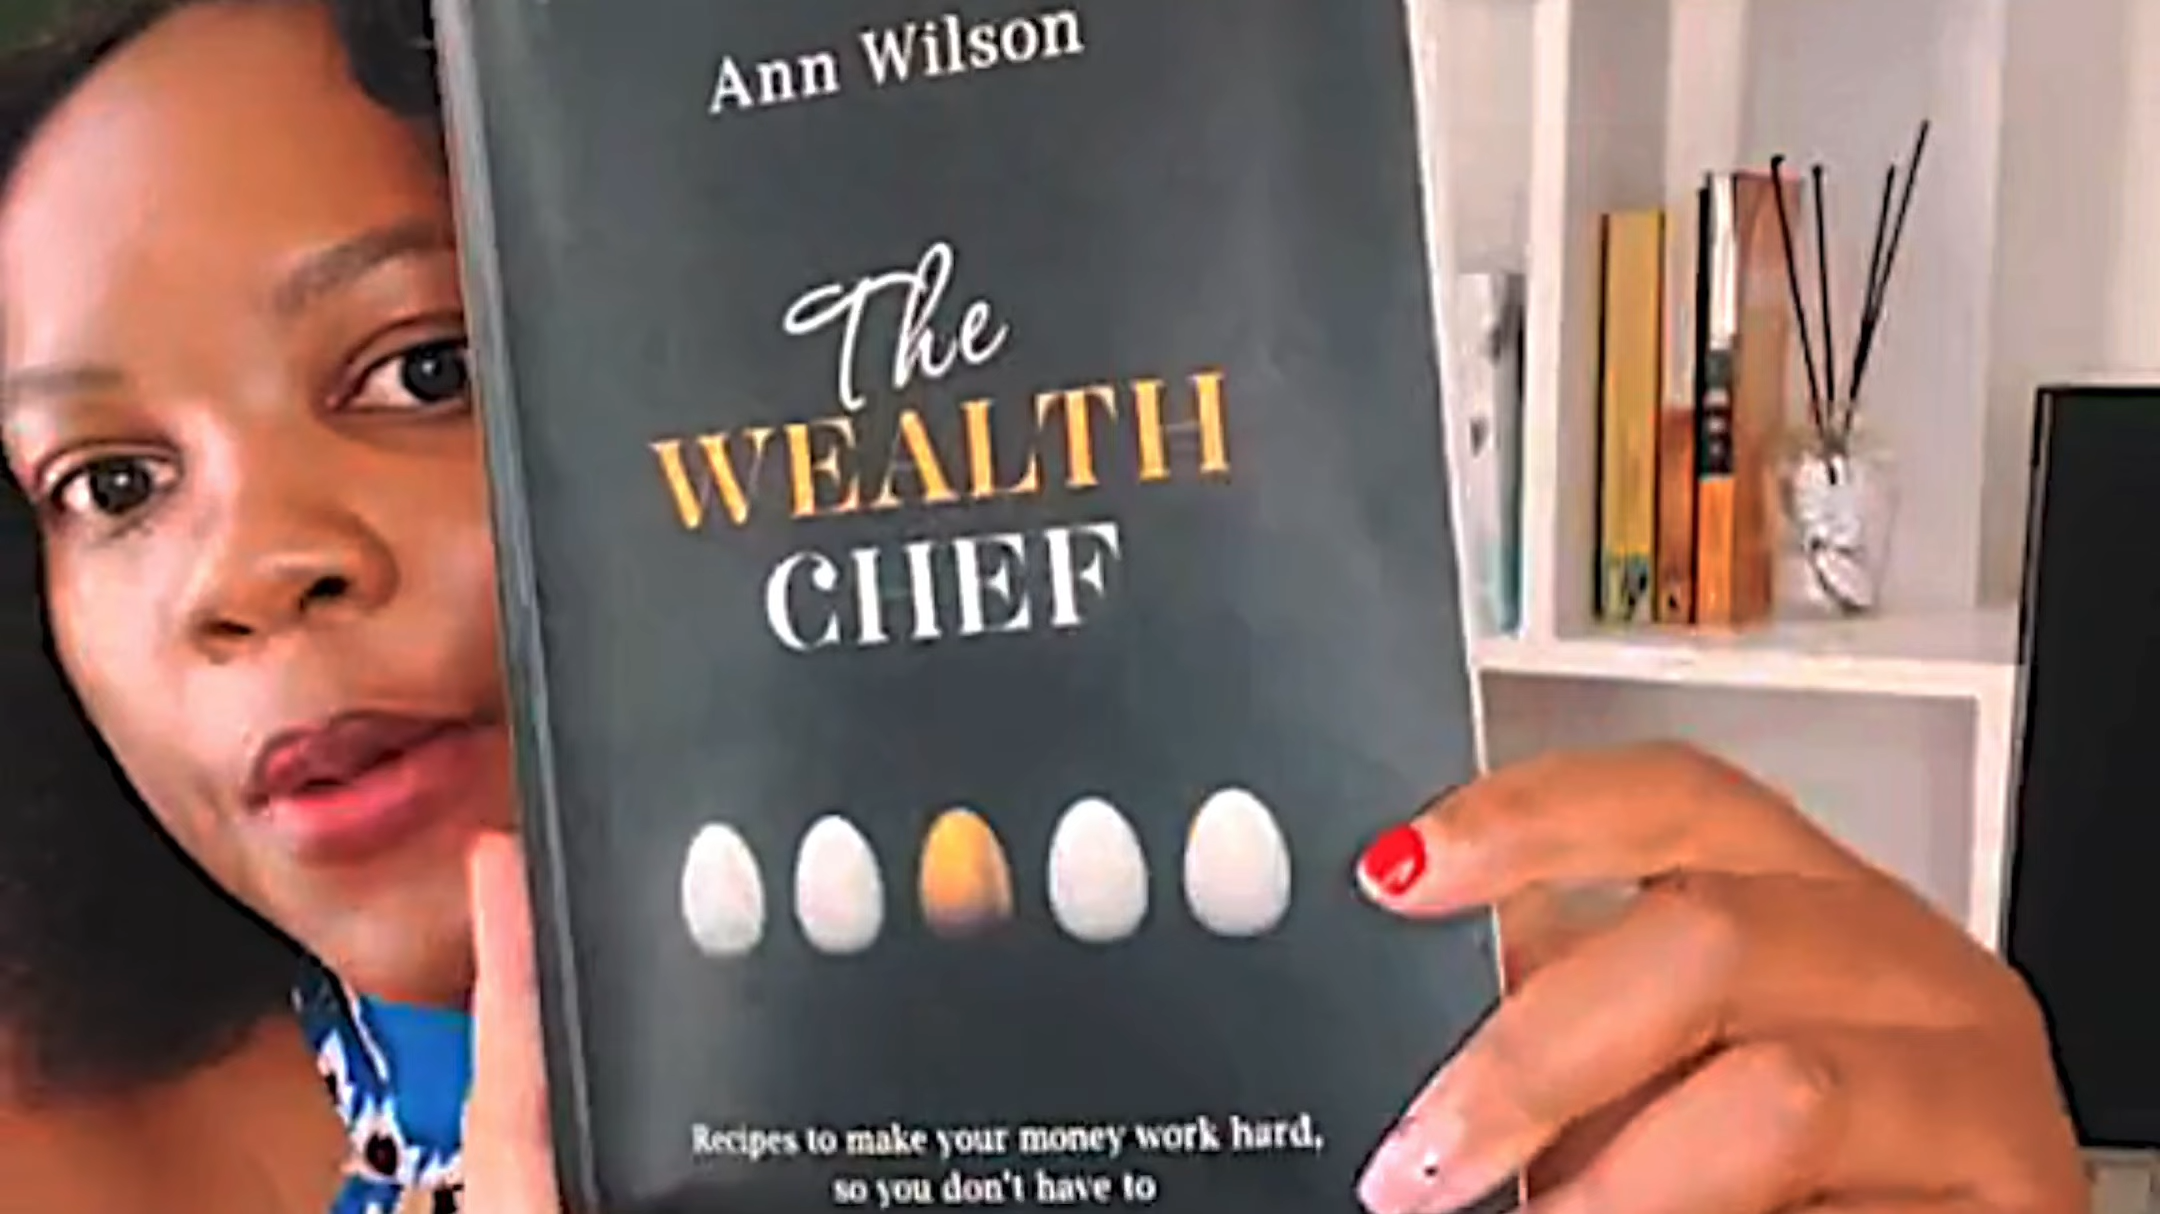 Ann Wilson
The
WEALTH
CHEF
Recipes to make your money work hard,
so you don't have to